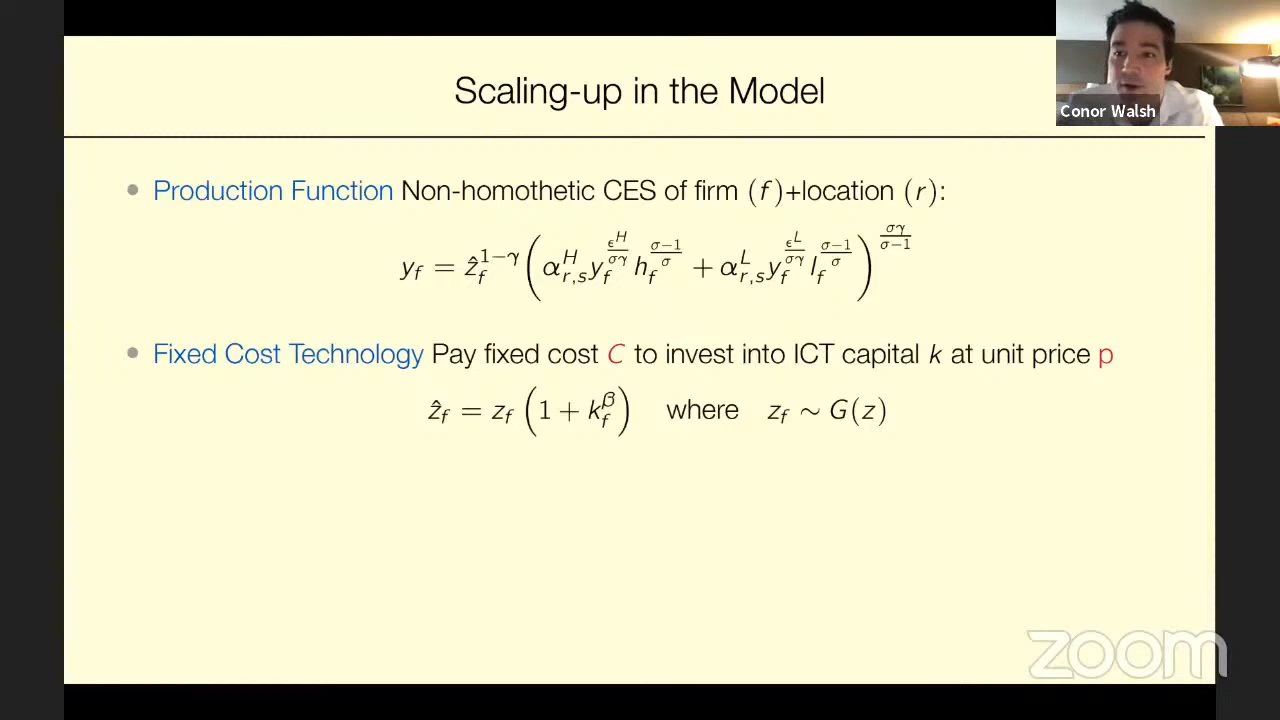 Scaling-up in the Model
Conor Walsh
• Production Function Non-homothetic CES of firm (f)+location (r):
y_f = ẑ_f^{1−γ} ( α_{r,s}^H y_f^{ϵ^H/σγ} h_f^{σ−1/σ} + α_{r,s}^L y_f^{ϵ^L/σγ} l_f^{σ−1/σ} )^{σγ/σ−1}
• Fixed Cost Technology Pay fixed cost C to invest into ICT capital k at unit price p
ẑ_f = z_f ( 1 + k_f^β ) where z_f ∼ G(z)
zoom